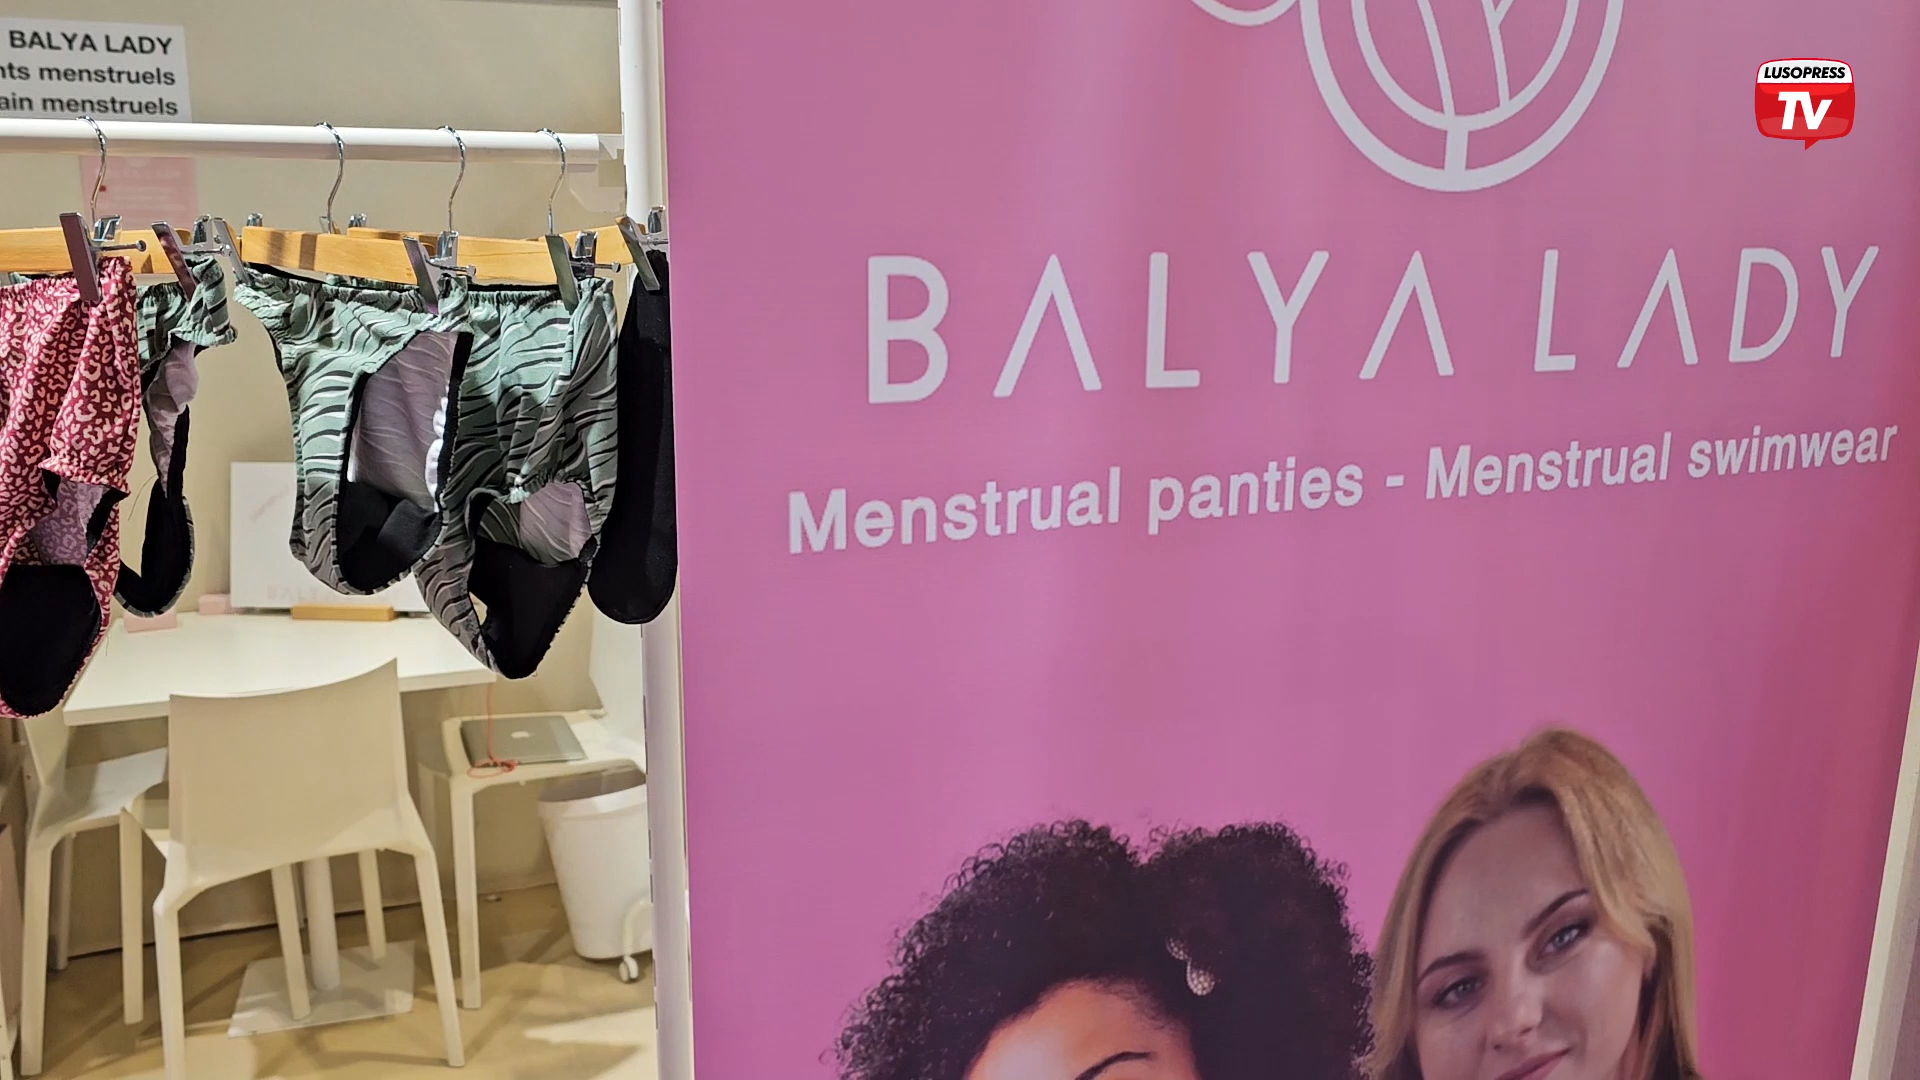 BALYA LADY
nts menstruels
ain menstruels
LUSOPRESS
TV
BALYA LADY
Menstrual panties - Menstrual swimwear